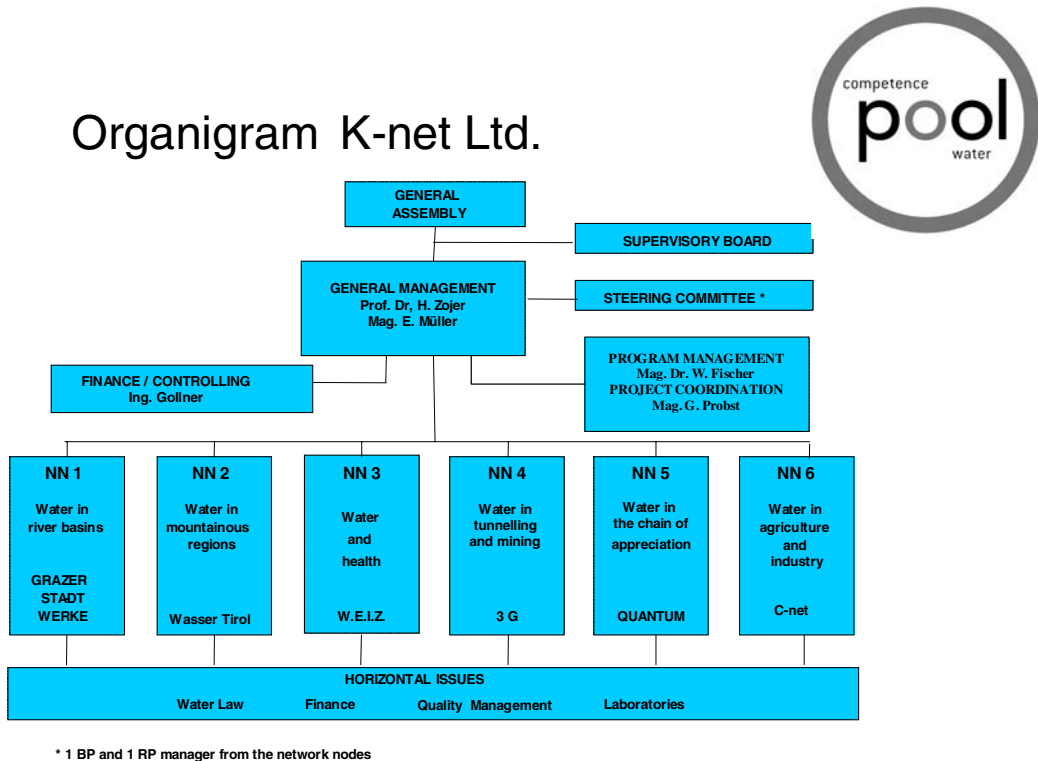 competence
pool
water
Organigram K-net Ltd.
GENERAL
ASSEMBLY
SUPERVISORY BOARD
GENERAL MANAGEMENT
Prof. Dr, H. Zojer
Mag. E. Müller
STEERING COMMITTEE *
PROGRAM MANAGEMENT
Mag. Dr. W. Fischer
PROJECT COORDINATION
Mag. G. Probst
FINANCE / CONTROLLING
Ing. Gollner
NN 1
Water in
river basins
GRAZER
STADT
WERKE
NN 2
Water in
mountainous
regions
Wasser Tirol
NN 3
Water
and
health
W.E.I.Z.
NN 4
Water in
tunnelling
and mining
3 G
NN 5
Water in
the chain of
appreciation
QUANTUM
NN 6
Water in
agriculture
and
industry
C-net
HORIZONTAL ISSUES
Water Law Finance Quality Management Laboratories
* 1 BP and 1 RP manager from the network nodes